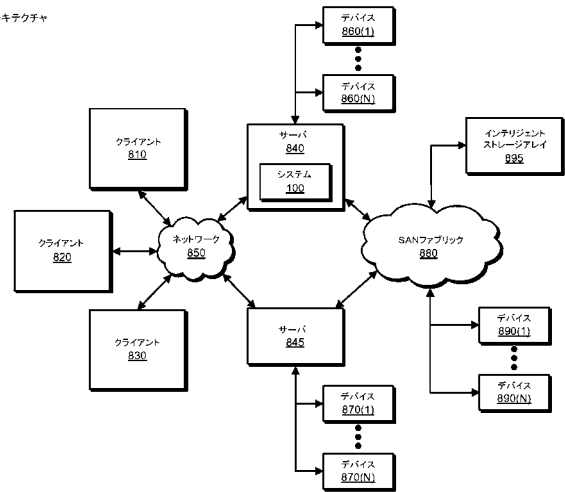 キテクチャ
デバイス
860(1)
デバイス
860(N)
クライアント
810
サーバ
840
システム
100
インテリジェント
ストレージアレイ
895
クライアント
820
ネットワーク
850
SANファブリック
880
クライアント
830
サーバ
845
デバイス
890(1)
デバイス
890(N)
デバイス
870(1)
デバイス
870(N)